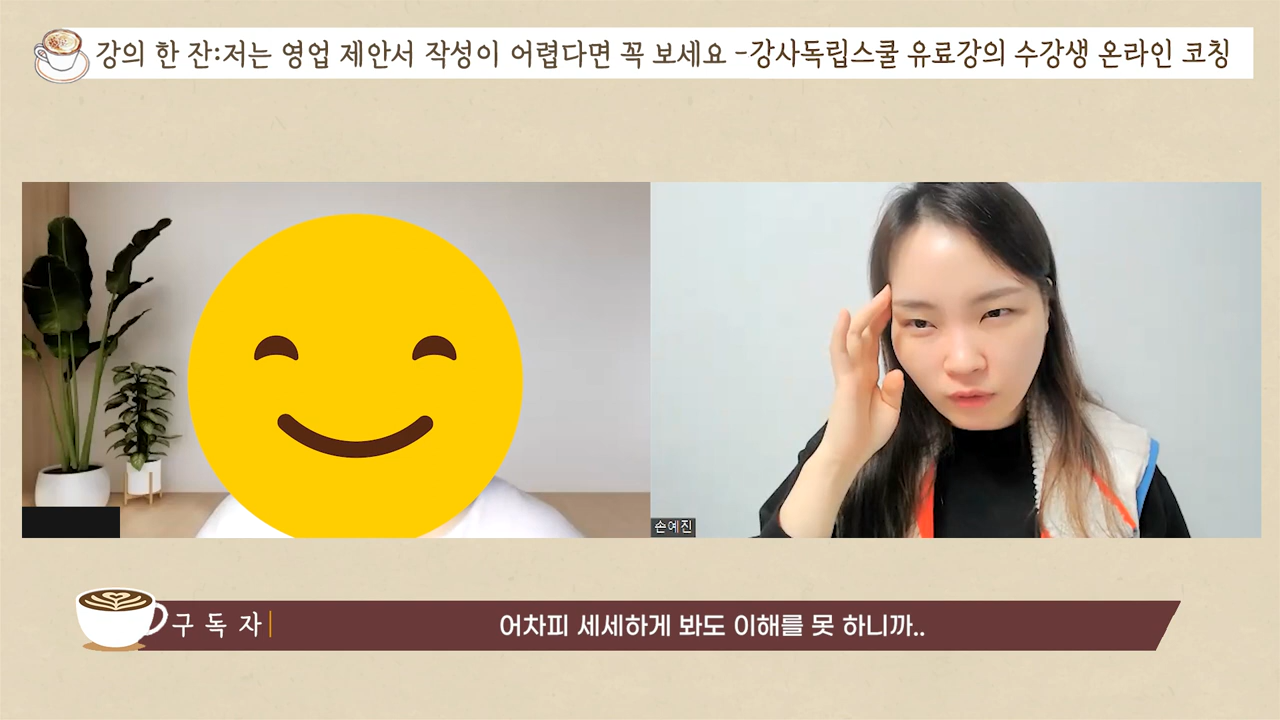 강의 한 잔:저는 영업 제안서 작성이 어렵다면 꼭 보세요 -강사독립스쿨 유료강의 수강생 온라인 코칭
손예진
구독자
어차피 세세하게 봐도 이해를 못 하니까..